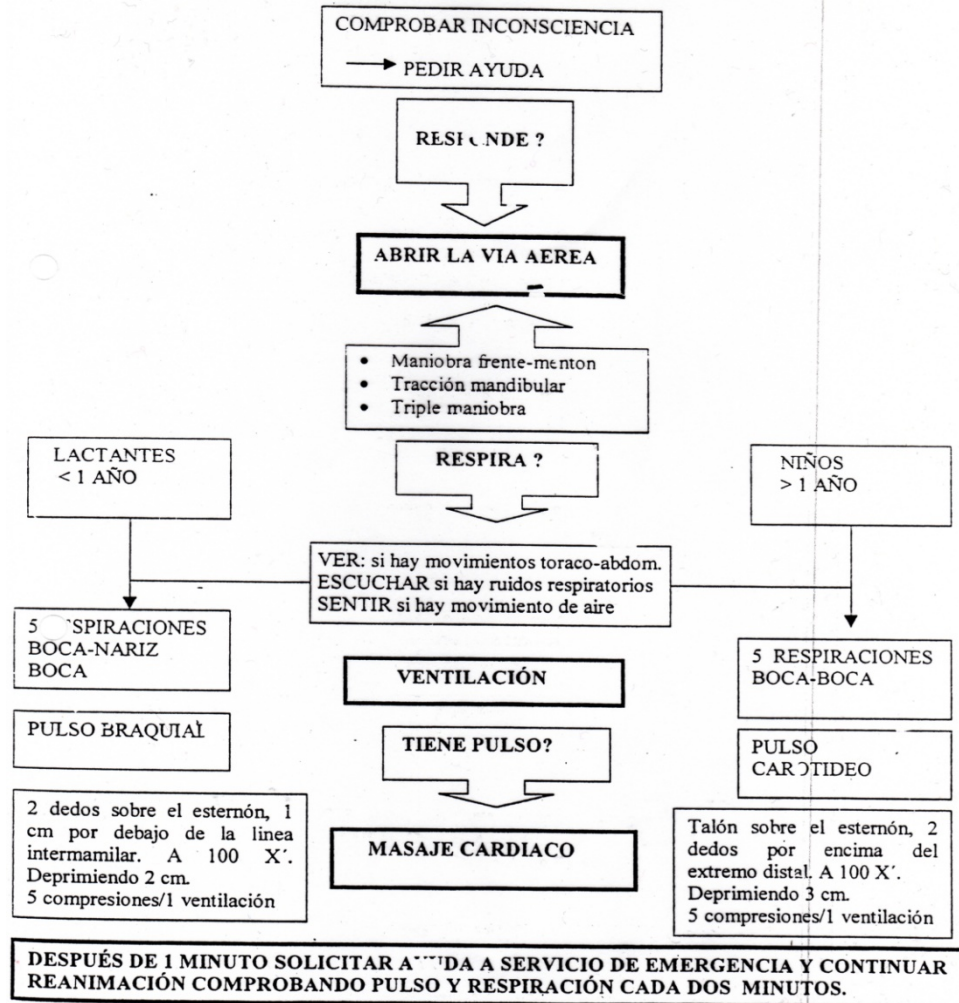 COMPROBAR INCONSCIENCIA
PEDIR AYUDA
?
ABRIR LA VIA AEREA
• Maniobra frente-menton
• Tracción mandibular
• Triple maniobra
LACTANTES
< 1 AÑO
RESPIRA ?
NIÑOS
> 1 AÑO
VER: si hay movimientos toraco-abdom.
ESCUCHAR si hay ruidos respiratorios
SENTIR si hay movimiento de aire
5
BOCA-NARIZ
BOCA
5 RESPIRACIONES
BOCA-BOCA
VENTILACIÓN
PULSO BRAQUIAL
TIENE PULSO?
PULSO
CAROTIDEO
2 dedos sobre el esternón, 1
cm por debajo de la linea
intermamilar. A 100 X´.
Deprimiendo 2 cm.
5 compresiones/1 ventilación
MASAJE CARDIACO
Talón sobre el esternón, 2
dedos por encima del
extremo distal. A 100 X´.
Deprimiendo 3 cm.
5 compresiones/1 ventilación
DESPUÉS DE 1 MINUTO SOLICITAR A SERVICIO DE EMERGENCIA Y CONTINUAR
REANIMACIÓN COMPROBANDO PULSO Y RESPIRACIÓN CADA DOS MINUTOS.